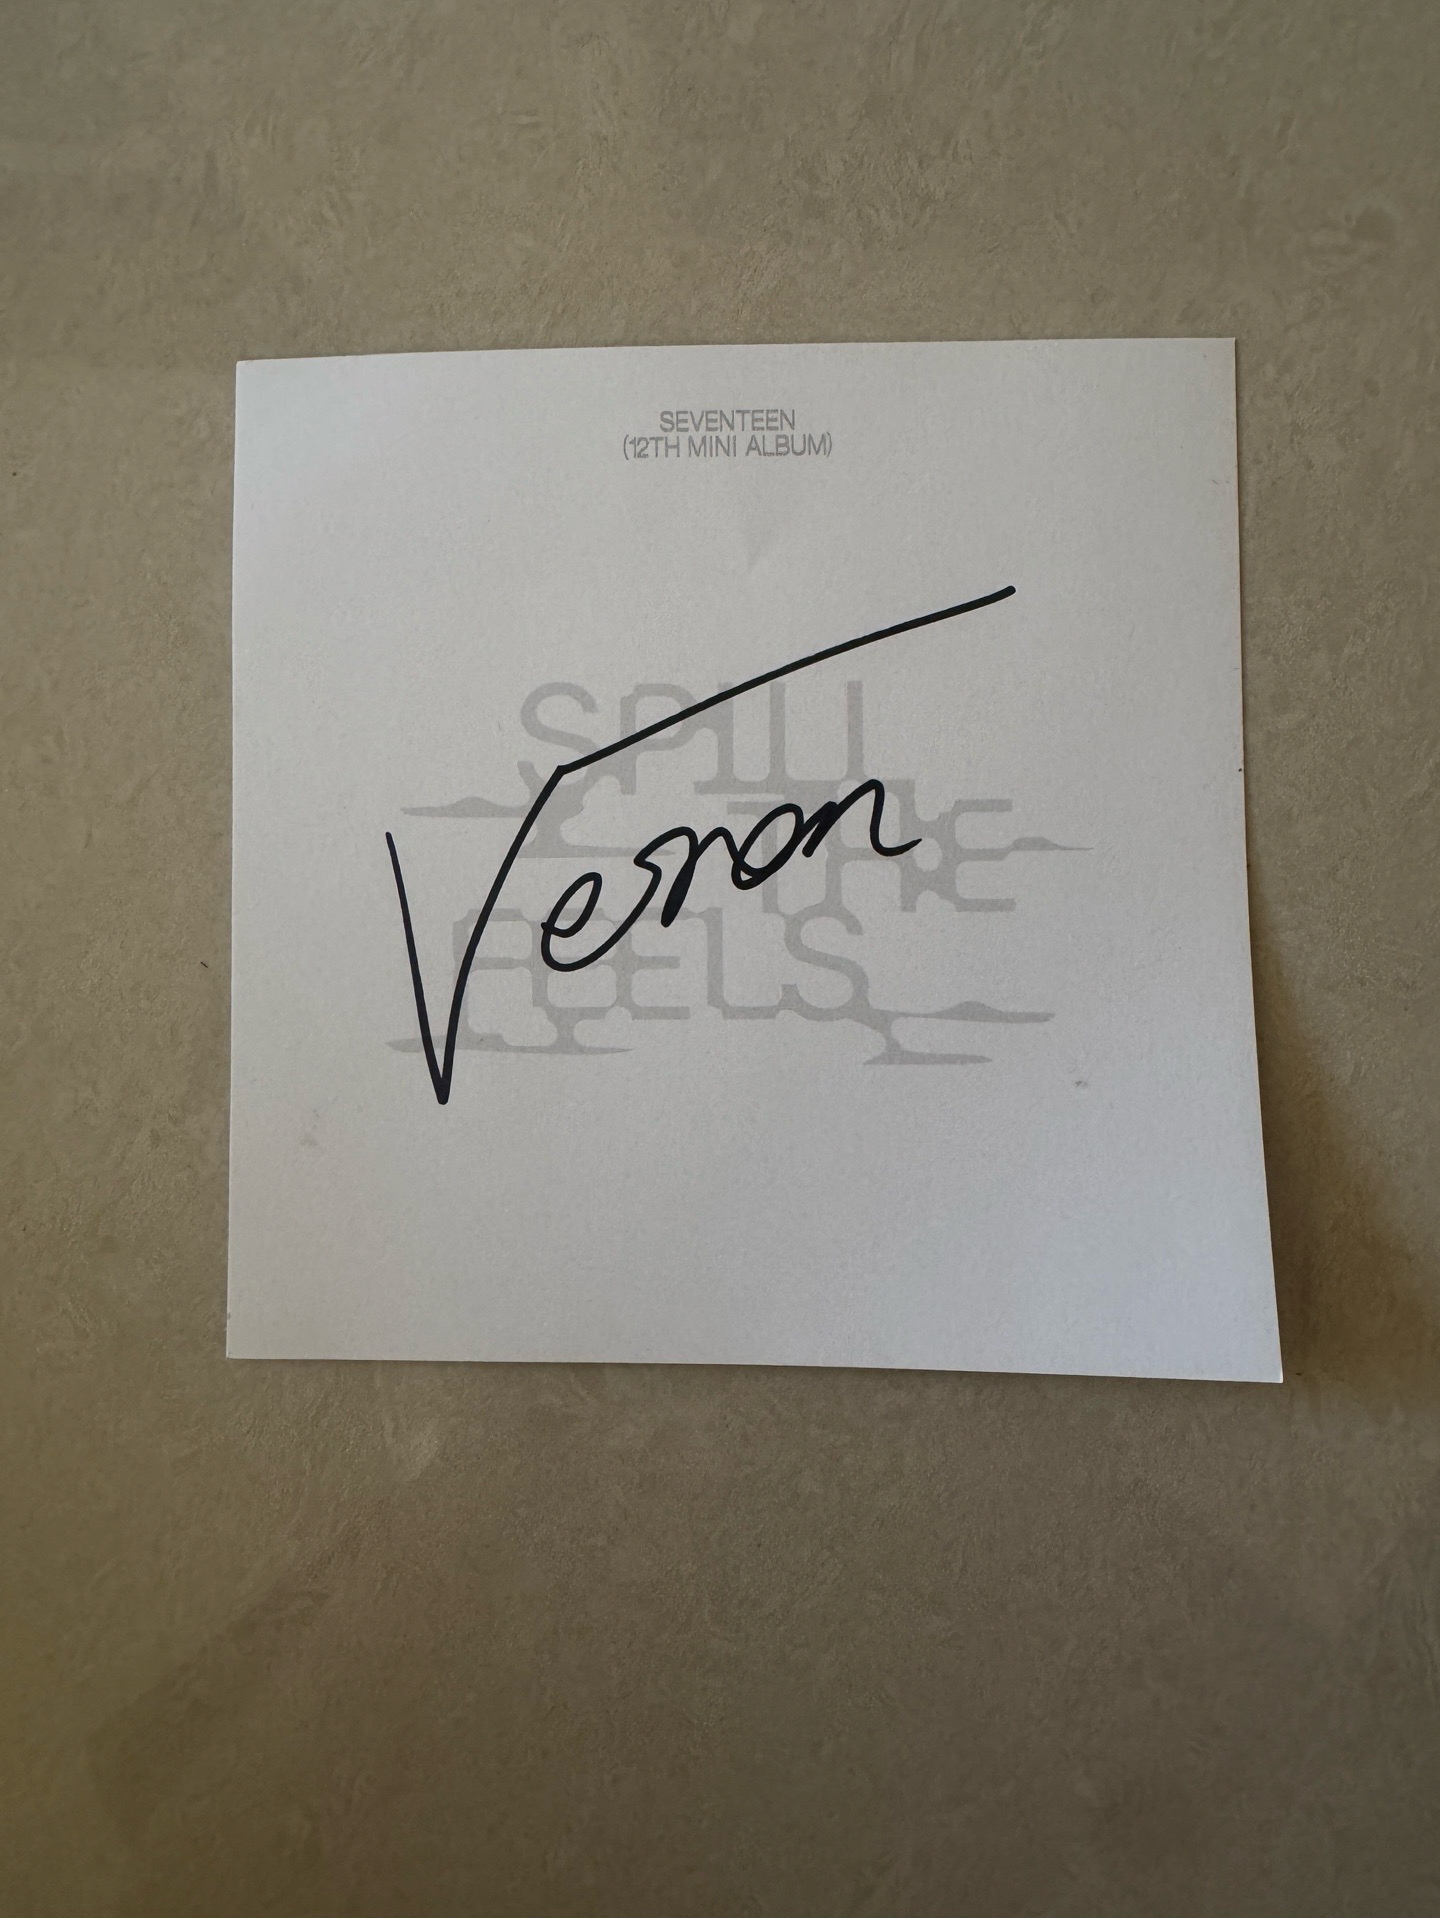 SEVENTEEN
(12TH MINI ALBUM)
SPILL
THE
FEELS
Vernon